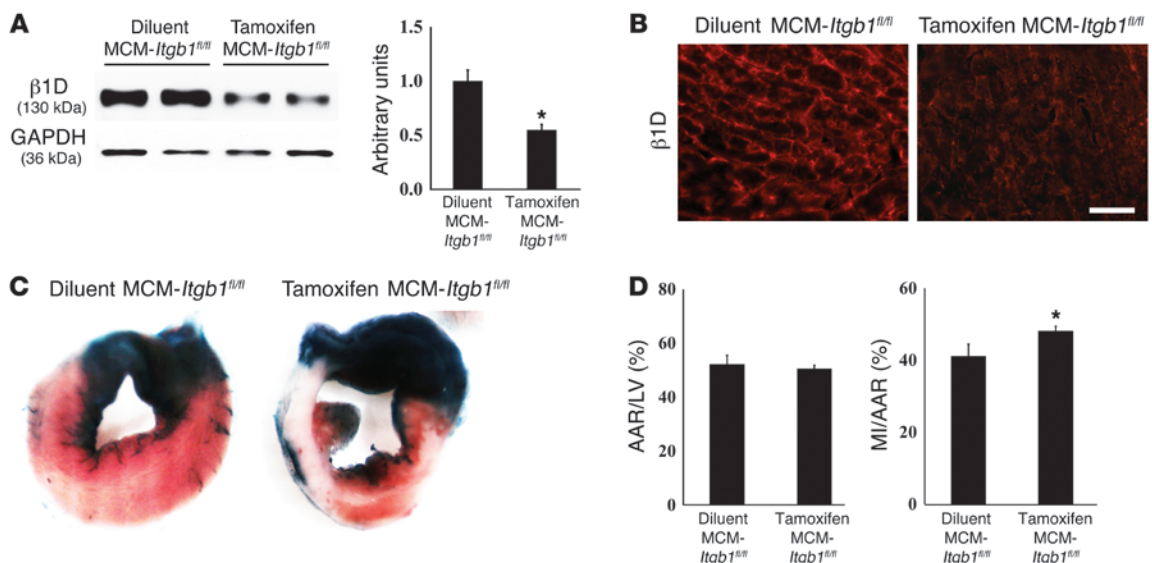 A
Diluent
MCM-Itgb1fl/fl
Tamoxifen
MCM-Itgb1fl/fl
β1D
(130 kDa)
GAPDH
(36 kDa)
Arbitrary units
1.5
1.0
0.5
0.0
*
Diluent
MCM-
Itgb1fl/fl
Tamoxifen
MCM-
Itgb1fl/fl
B
Diluent MCM-Itgb1fl/fl
Tamoxifen MCM-Itgb1fl/fl
β1D
C
Diluent MCM-Itgb1fl/fl
Tamoxifen MCM-Itgb1fl/fl
D
AAR/LV (%)
80
60
40
20
0
Diluent
MCM-
Itgb1fl/fl
Tamoxifen
MCM-
Itgb1fl/fl
MI/AAR (%)
60
40
20
0
*
Diluent
MCM-
Itgb1fl/fl
Tamoxifen
MCM-
Itgb1fl/fl